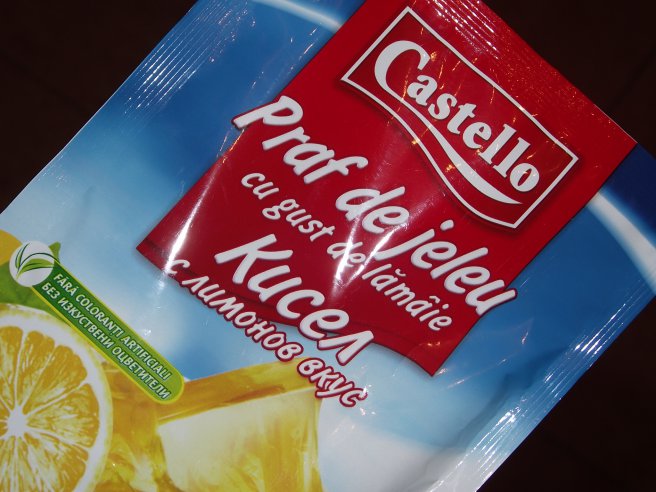 Castello
Praf de jeleu
cu gust de lămâie
Кисел
с лимонов вкус
FĂRĂ COLORANȚI ARTIFICIALI
БЕЗ ИЗКУСТВЕНИ ОЦВЕТИТЕЛИ